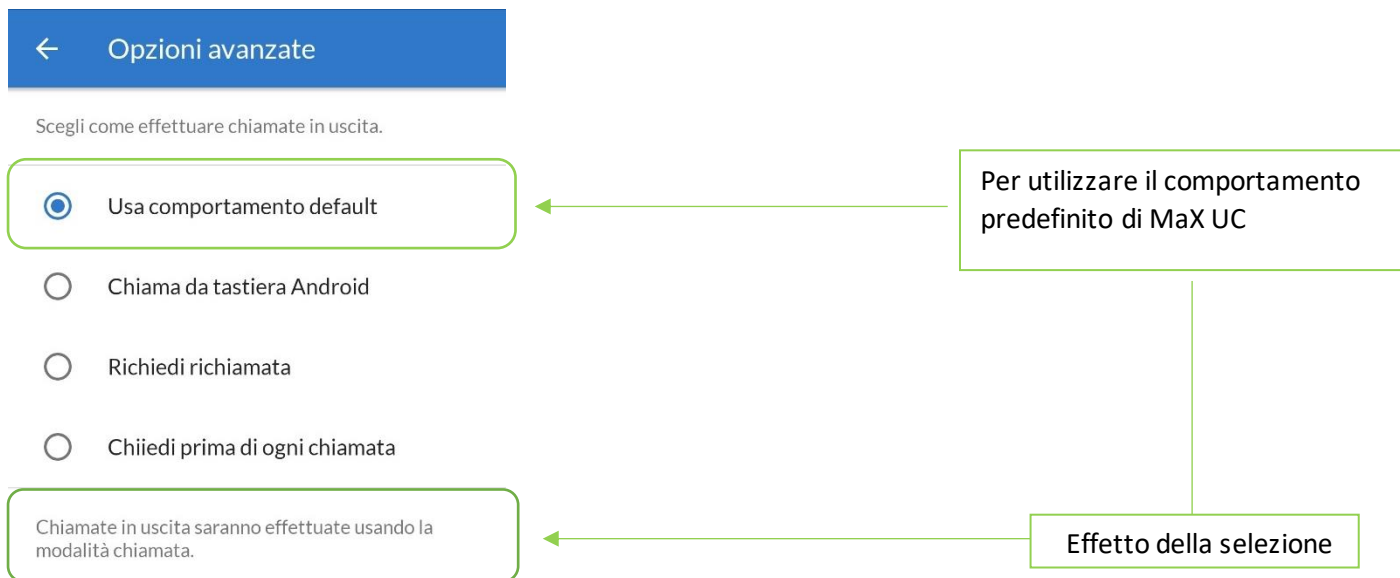 Opzioni avanzate
Scegli come effettuare chiamate in uscita.
Usa comportamento default
Per utilizzare il comportamento
predefinito di MaX UC
Chiama da tastiera Android
Richiedi richiamata
Chiiedi prima di ogni chiamata
Chiamate in uscita saranno effettuate usando la
modalità chiamata.
Effetto della selezione